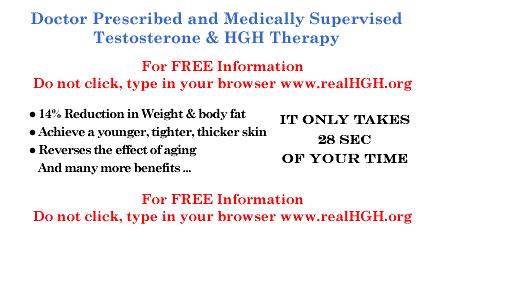 Doctor Prescribed and Medically Supervised
Testosterone & HGH Therapy
For FREE Information
Do not click, type in your browser www.realHGH.org
• 14% Reduction in Weight & body fat
• Achieve a younger, tighter, thicker skin
• Reverses the effect of aging
And many more benefits ...
IT ONLY TAKES
28 SEC
OF YOUR TIME
For FREE Information
Do not click, type in your browser www.realHGH.org